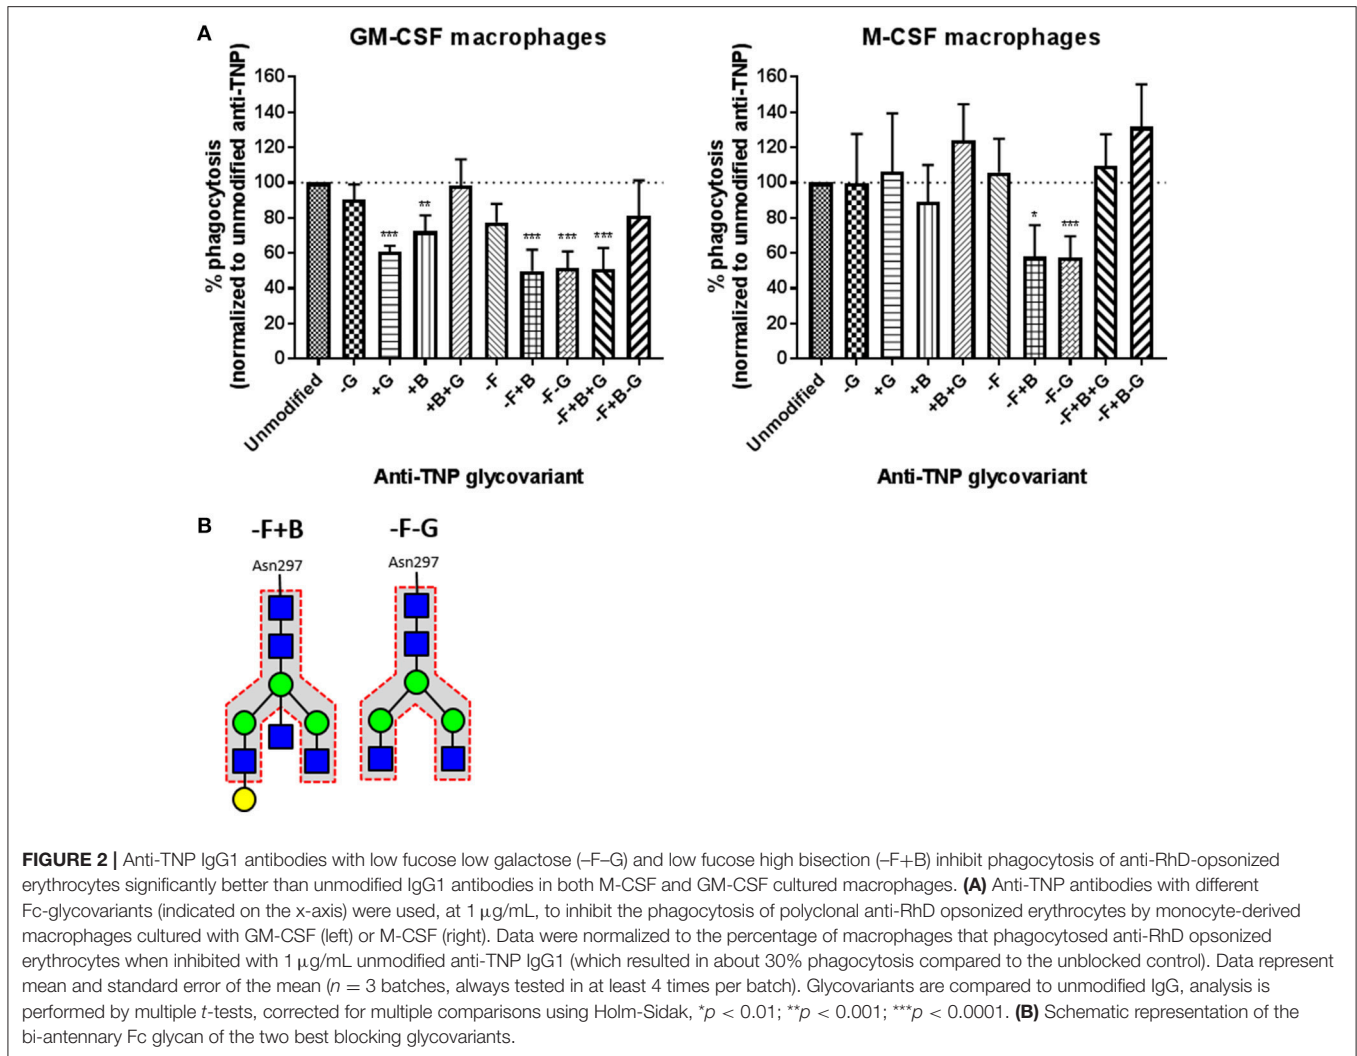 A
GM-CSF macrophages
% phagocytosis
(normalized to unmodified anti-TNP)
160
140
120
100
80
60
40
20
0
***
**
***
***
***
Unmodified
-G
+G
+B
+B+G
-F
-F+B
-F-G
-F+B+G
-F+B-G
Anti-TNP glycovariant
M-CSF macrophages
% phagocytosis
(normalized to unmodified anti-TNP)
160
140
120
100
80
60
40
20
0
*
***
Unmodified
-G
+G
+B
+B+G
-F
-F+B
-F-G
-F+B+G
-F+B-G
Anti-TNP glycovariant
B
-F+B
Asn297
-F-G
Asn297
FIGURE 2 | Anti-TNP IgG1 antibodies with low fucose low galactose (–F–G) and low fucose high bisection (–F+B) inhibit phagocytosis of anti-RhD-opsonized
erythrocytes significantly better than unmodified IgG1 antibodies in both M-CSF and GM-CSF cultured macrophages. (A) Anti-TNP antibodies with different
Fc-glycovariants (indicated on the x-axis) were used, at 1 μg/mL, to inhibit the phagocytosis of polyclonal anti-RhD opsonized erythrocytes by monocyte-derived
macrophages cultured with GM-CSF (left) or M-CSF (right). Data were normalized to the percentage of macrophages that phagocytosed anti-RhD opsonized
erythrocytes when inhibited with 1 μg/mL unmodified anti-TNP IgG1 (which resulted in about 30% phagocytosis compared to the unblocked control). Data represent
mean and standard error of the mean (n = 3 batches, always tested in at least 4 times per batch). Glycovariants are compared to unmodified IgG, analysis is
performed by multiple t-tests, corrected for multiple comparisons using Holm-Sidak, *p < 0.01; **p < 0.001; ***p < 0.0001. (B) Schematic representation of the
bi-antennary Fc glycan of the two best blocking glycovariants.